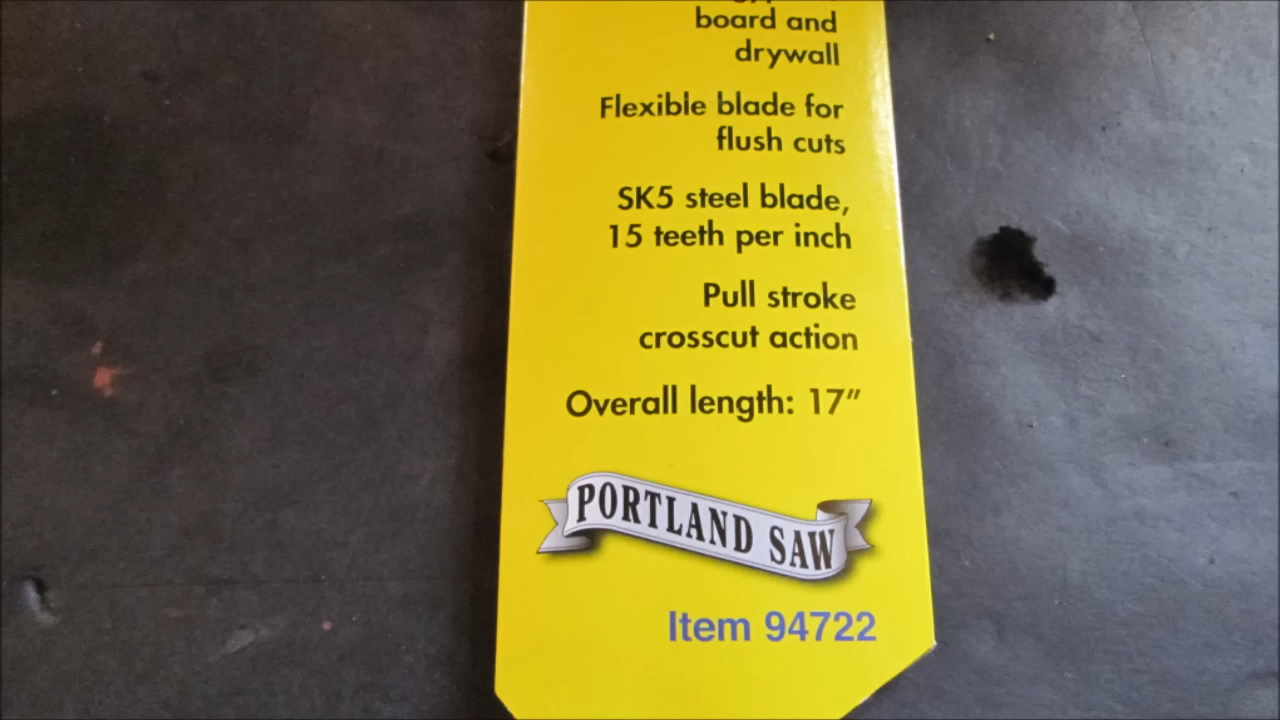 board and
drywall
Flexible blade for
flush cuts
SK5 steel blade,
15 teeth per inch
Pull stroke
crosscut action
Overall length: 17”
PORTLAND SAW
Item 94722